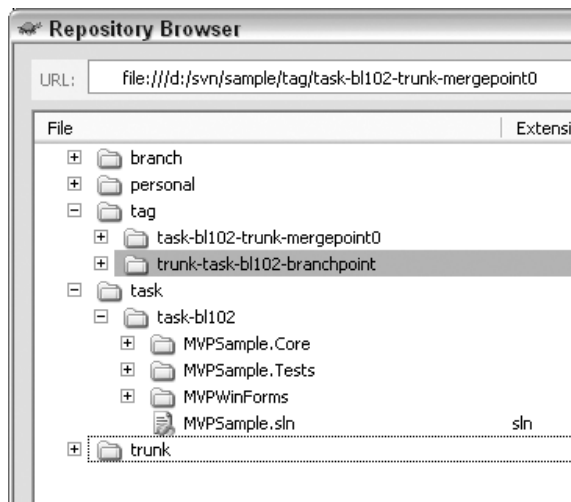 Repository Browser
URL: file:///d:/svn/sample/tag/task-bl102-trunk-mergepoint0
File Extensi
branch
personal
tag
task-bl102-trunk-mergepoint0
trunk-task-bl102-branchpoint
task
task-bl102
MVPSample.Core
MVPSample.Tests
MVPWinForms
MVPSample.sln sln
trunk